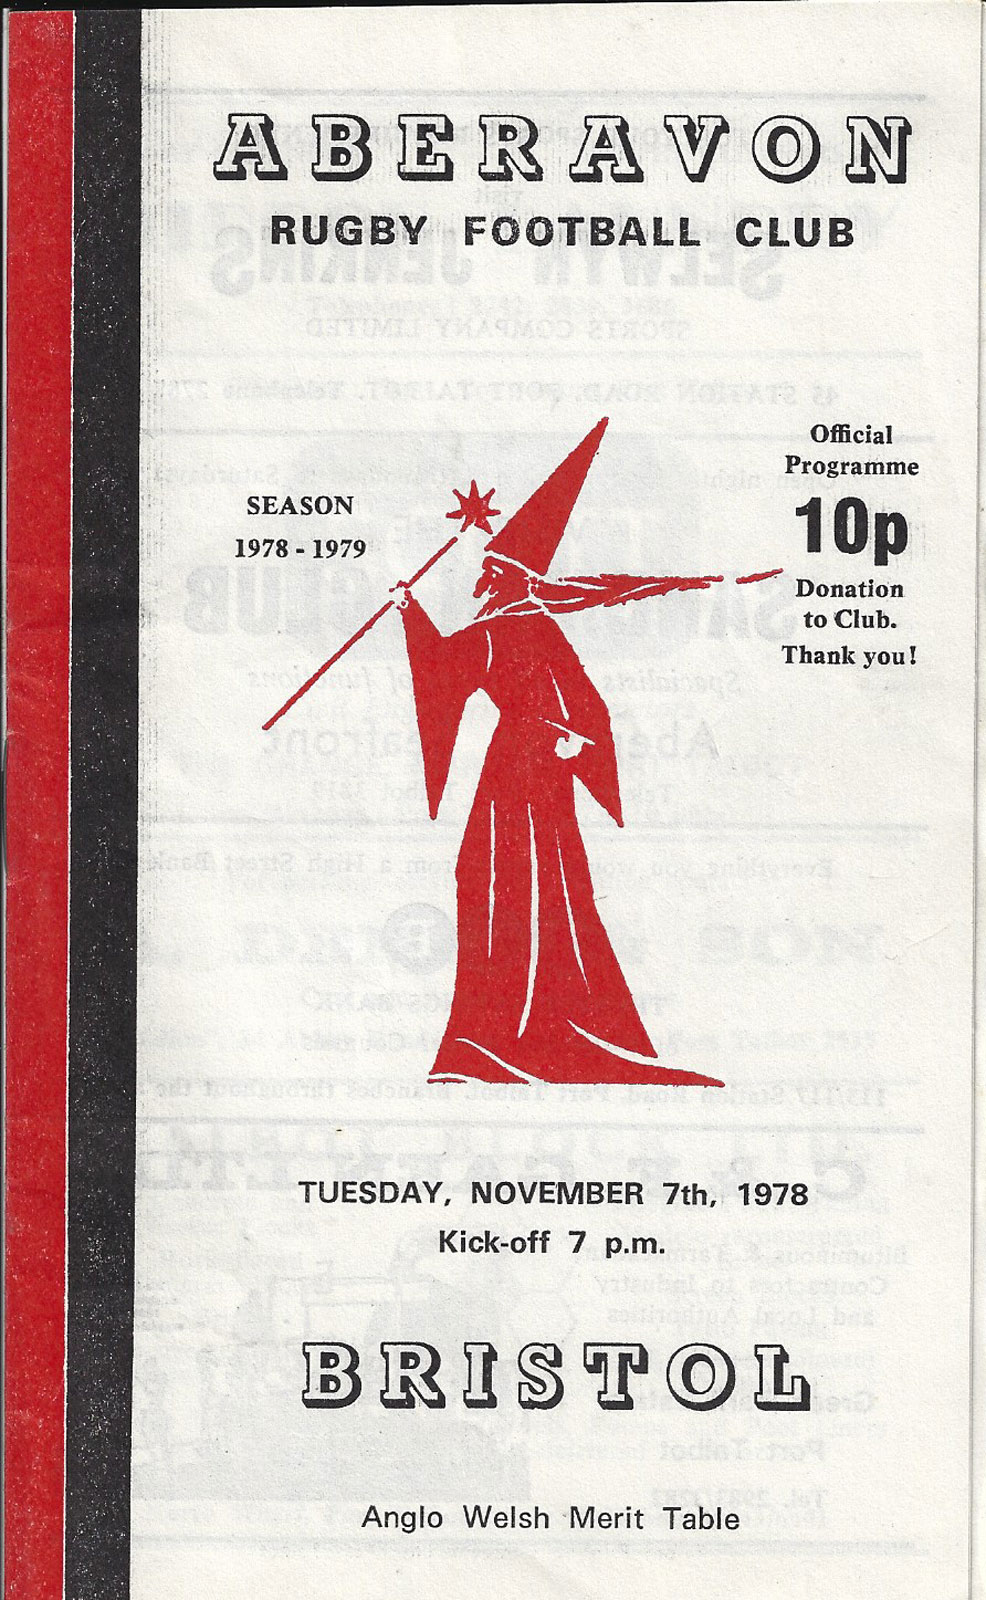 ABERAVON
RUGBY FOOTBALL CLUB
SEASON
1978 - 1979
Official
Programme
10p
Donation
to Club.
Thank you!
TUESDAY, NOVEMBER 7th, 1978
Kick-off 7 p.m.
BRISTOL
Anglo Welsh Merit Table